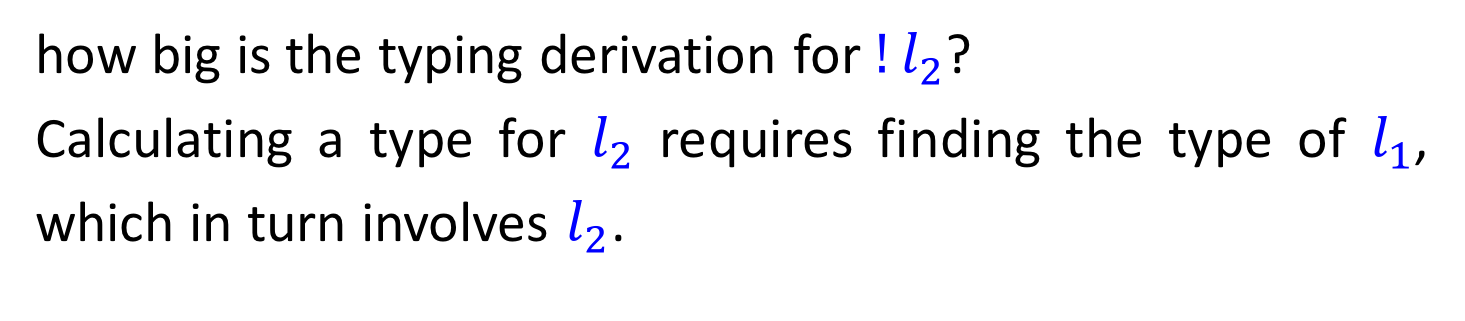 how big is the typing derivation for ! l₂?
Calculating a type for l₂ requires finding the type of l₁,
which in turn involves l₂.